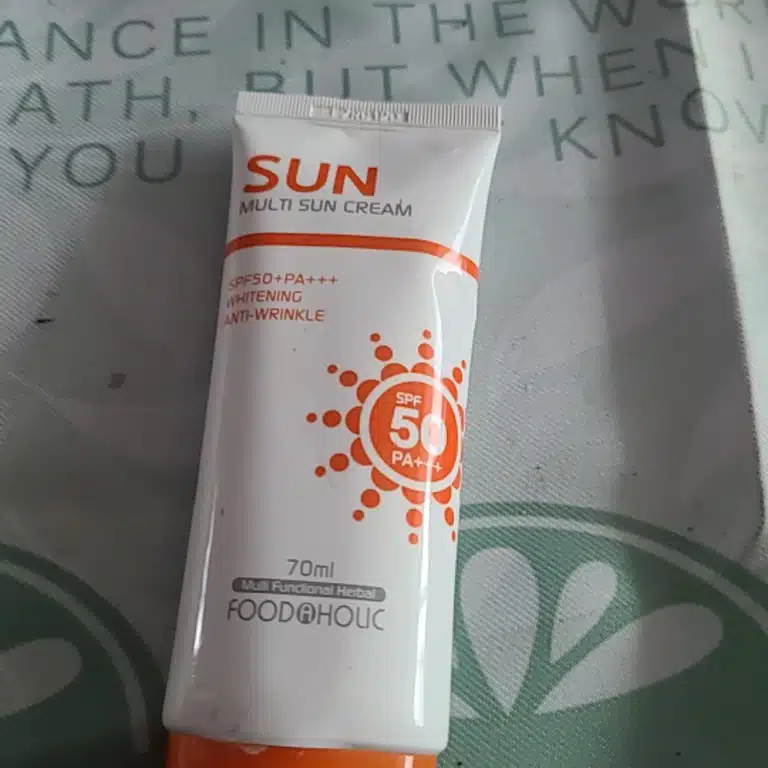 ANCE IN THE
ATH, BUT WHEN I
YOU KNOW
SUN
MULTI SUN CREAM
SPF50+PA+++
WHITENING
ANTI-WRINKLE
SPF
50
PA+++
70ml
Multi Functional Herbal
FOODAHOLIC